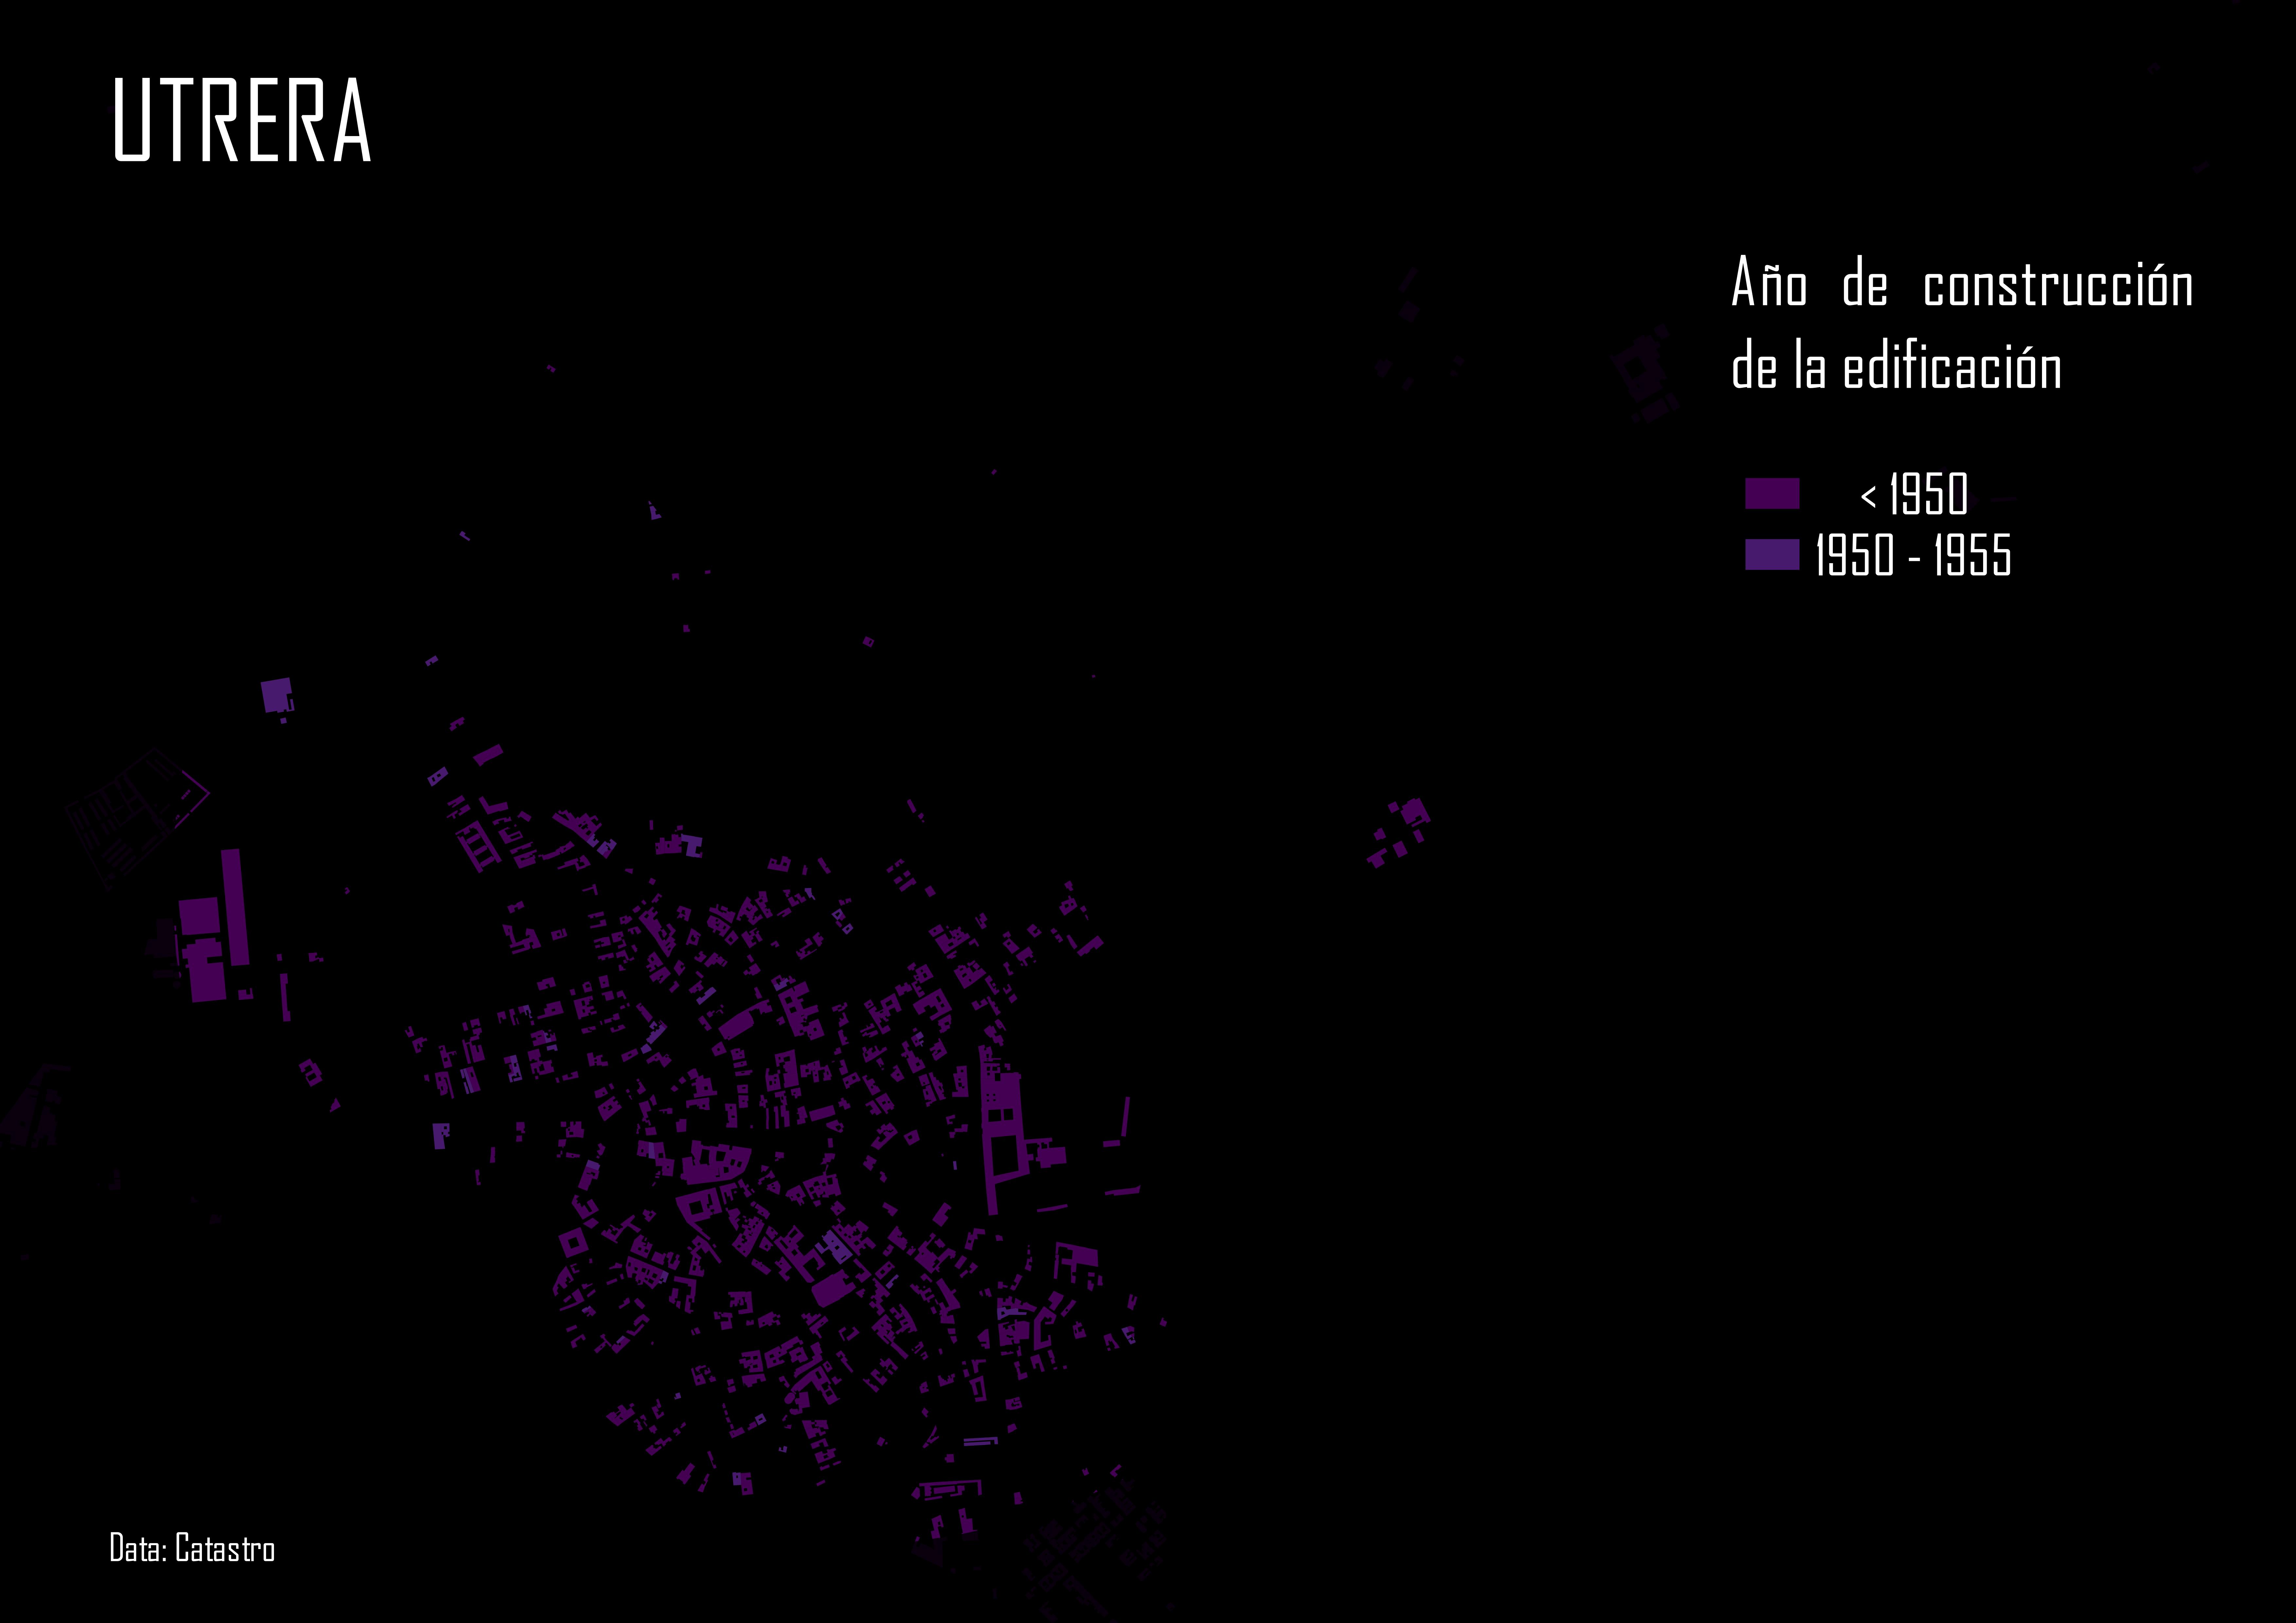 UTRERA
Año de construcción
de la edificación
< 1950
1950 - 1955
Data: Catastro